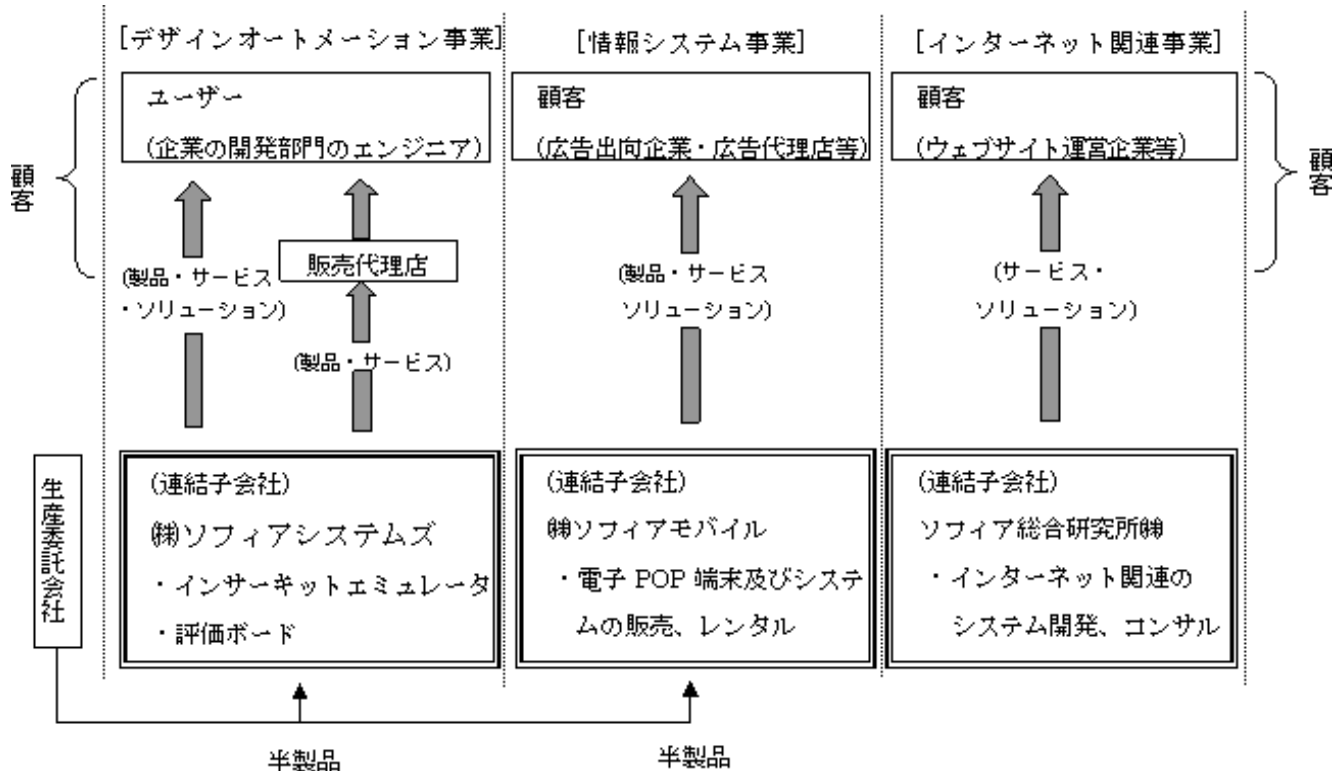 [デザインオートメーション事業]
[情報システム事業]
[インターネット関連事業]
顧客
ユーザー
(企業の開発部門のエンジニア)
顧客
(広告出向企業・広告代理店等)
顧客
(ウェブサイト運営企業等)
顧客
(製品・サービス
・ソリューション)
販売代理店
(製品・サービス)
(製品・サービス
ソリューション)
(サービス・
ソリューション)
生産委託会社
(連結子会社)
㈱ソフィアシステムズ
・インサーキットエミュレータ
・評価ボード
(連結子会社)
㈱ソフィアモバイル
・電子 POP 端末及びシステ
ムの販売、レンタル
(連結子会社)
ソフィア総合研究所㈱
・インターネット関連の
システム開発、コンサル
半製品
半製品